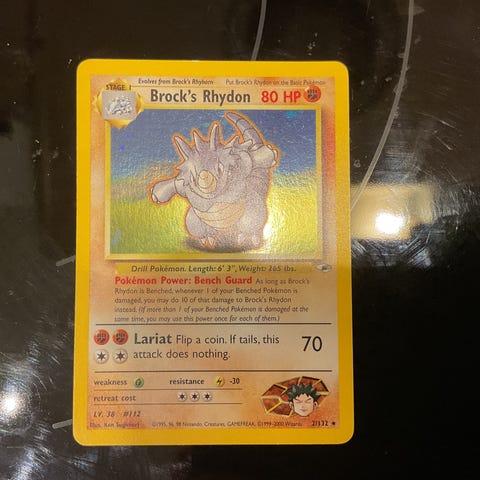 Evolves from Brock's Rhyhorn Put Brock's Rhydon on the Basic Pokémon
STAGE 1
Brock's Rhydon 80 HP
Drill Pokémon. Length: 6' 3", Weight: 265 lbs.
Pokémon Power: Bench Guard As long as Brock's
Rhydon is Benched, whenever 1 of your Benched Pokémon is
damaged, you may do 10 of that damage to Brock's Rhydon
instead. (If more than 1 of your Benched Pokémon is damaged at the
same time, you may use this power once for each of them.)
Lariat Flip a coin. If tails, this
attack does nothing.
70
weakness resistance -30
retreat cost
LV. 38 #112
Illus. Ken Sugimori
©1995, 96, 98 Nintendo, Creatures, GAMEFREAK. ©1999-2000 Wizards. 2/132